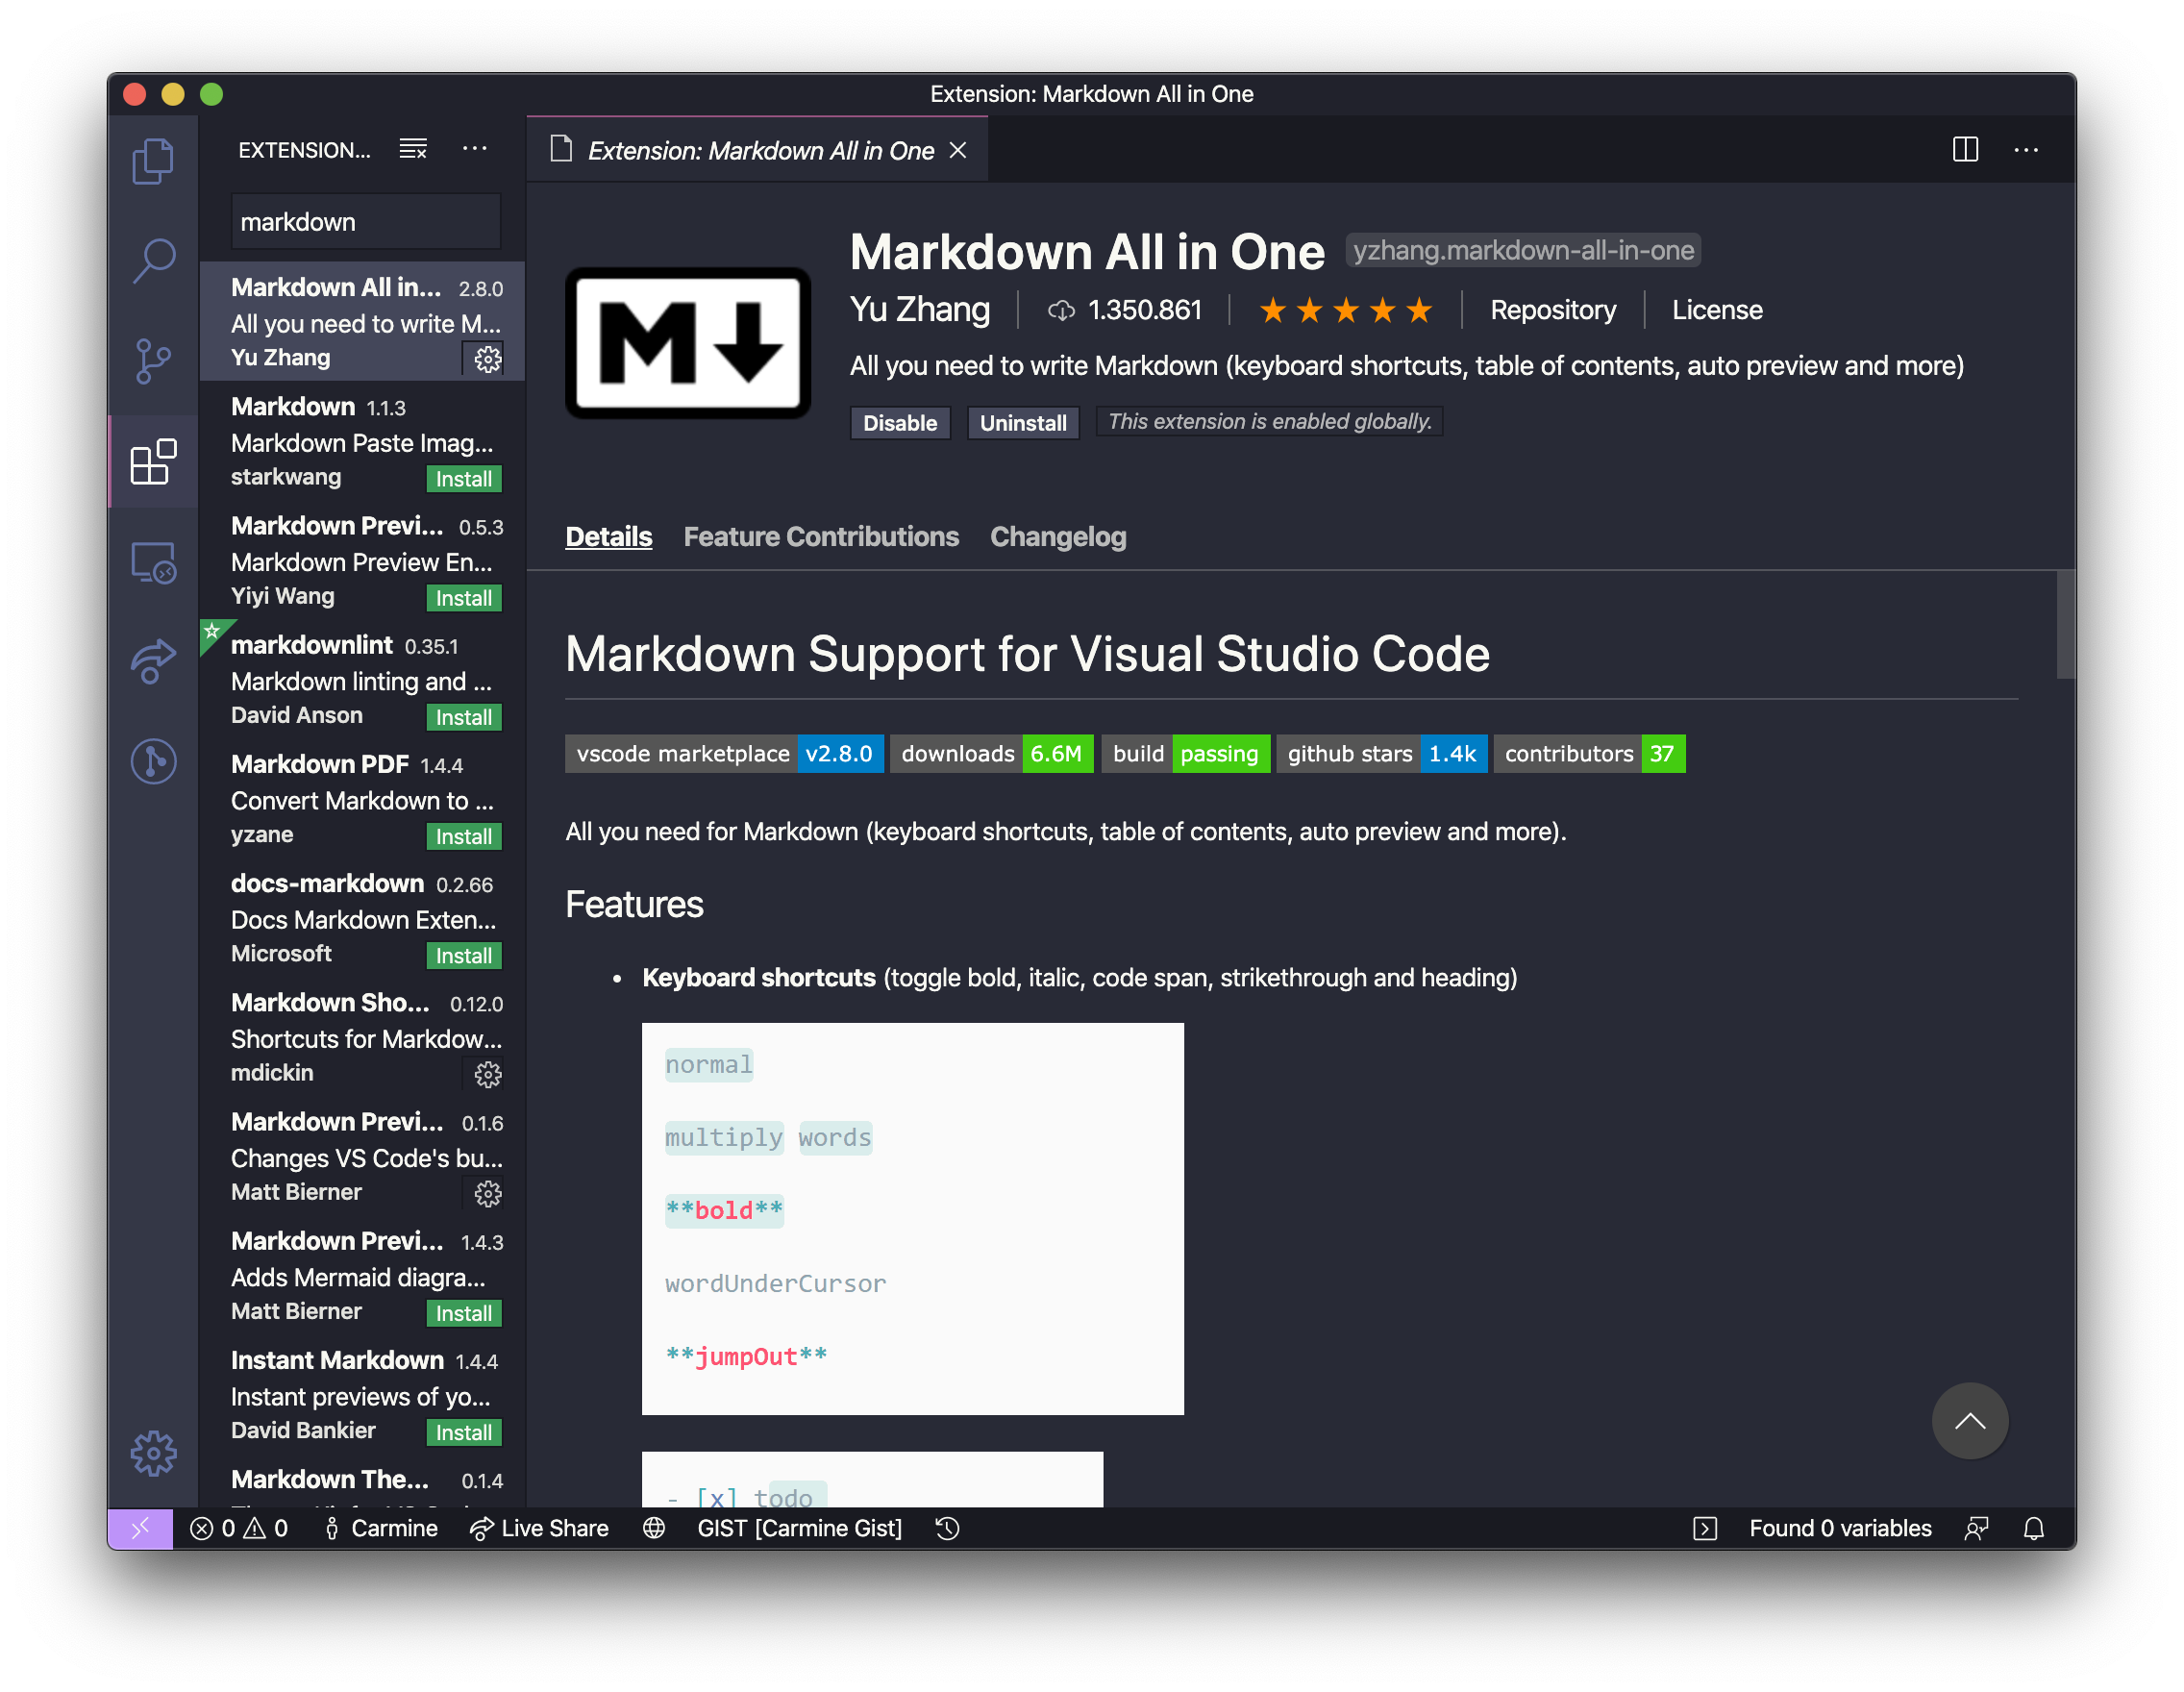 Extension: Markdown All in One
EXTENSION...
markdown
Markdown All in... 2.8.0
All you need to write M...
Yu Zhang
Markdown 1.1.3
Markdown Paste Imag...
starkwang Install
Markdown Previ... 0.5.3
Markdown Preview En...
Yiyi Wang Install
markdownlint 0.35.1
Markdown linting and ...
David Anson Install
Markdown PDF 1.4.4
Convert Markdown to ...
yzane Install
docs-markdown 0.2.66
Docs Markdown Exten...
Microsoft Install
Markdown Sho... 0.12.0
Shortcuts for Markdow...
mdickin
Markdown Previ... 0.1.6
Changes VS Code's bu...
Matt Bierner
Markdown Previ... 1.4.3
Adds Mermaid diagra...
Matt Bierner Install
Instant Markdown 1.4.4
Instant previews of yo...
David Bankier Install
Markdown The... 0.1.4
Extension: Markdown All in One
M
Markdown All in One yzhang.markdown-all-in-one
Yu Zhang 1.350.861 ★★★★★ Repository License
All you need to write Markdown (keyboard shortcuts, table of contents, auto preview and more)
Disable Uninstall This extension is enabled globally.
Details Feature Contributions Changelog
Markdown Support for Visual Studio Code
vscode marketplace v2.8.0 downloads 6.6M build passing github stars 1.4k contributors 37
All you need for Markdown (keyboard shortcuts, table of contents, auto preview and more).
Features
• Keyboard shortcuts (toggle bold, italic, code span, strikethrough and heading)
normal
multiply words
**bold**
wordUnderCursor
**jumpOut**
- [x] todo
0 0 Carmine Live Share GIST [Carmine Gist] Found 0 variables